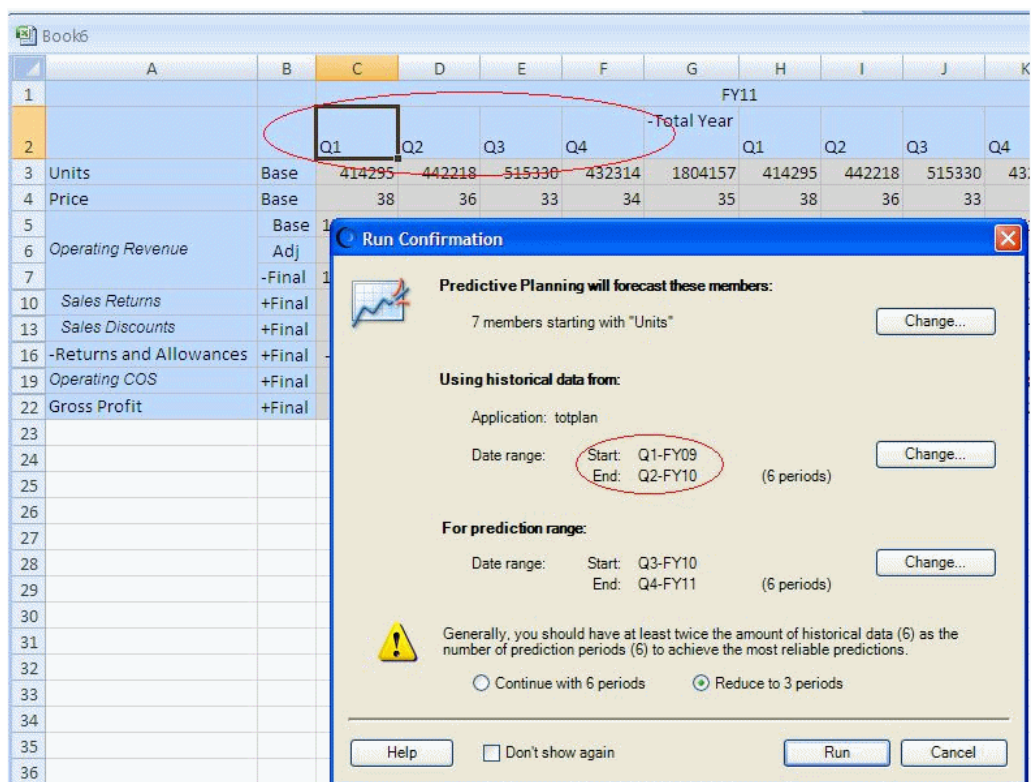 Book6
A B C D E F G H I J K
1 FY11
-Total Year
2 Q1 Q2 Q3 Q4 Q1 Q2 Q3 Q4
3 Units Base 414295 442218 515330 432314 1804157 414295 442218 515330 43
4 Price Base 38 36 33 34 35 38 36 33
5 Base 1
6 Operating Revenue Adj
7 -Final 1
10 Sales Returns +Final
13 Sales Discounts +Final
16 -Returns and Allowances +Final -
19 Operating COS +Final
22 Gross Profit +Final
23
24
25
26
27
28
29
30
31
32
33
34
35
36
Run Confirmation
Predictive Planning will forecast these members:
7 members starting with "Units"
Change...
Using historical data from:
Application: totplan
Date range: Start: Q1-FY09
Change...
End: Q2-FY10 (6 periods)
For prediction range:
Date range: Start: Q3-FY10
Change...
End: Q4-FY11 (6 periods)
Generally, you should have at least twice the amount of historical data (6) as the
number of prediction periods (6) to achieve the most reliable predictions.
Continue with 6 periods Reduce to 3 periods
Help Don't show again Run Cancel